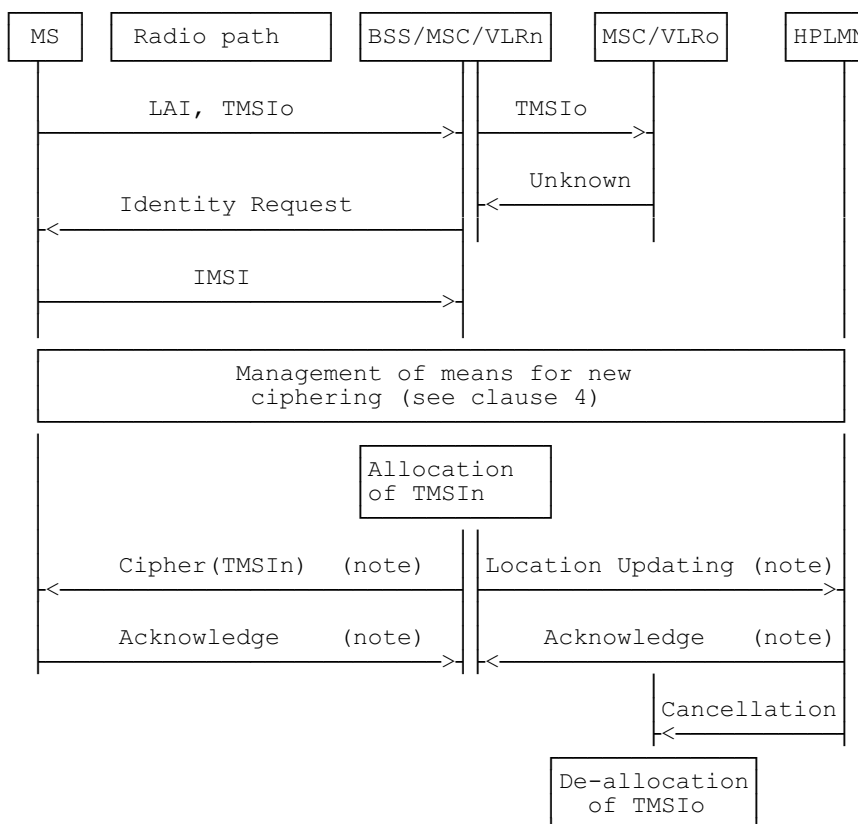 MS Radio path BSS/MSC/VLRn MSC/VLRo HPLMN
LAI, TMSIo TMSIo
Unknown
Identity Request
IMSI
Management of means for new
ciphering (see clause 4)
Allocation
of TMSIn
Cipher(TMSIn) (note) Location Updating (note)
Acknowledge (note) Acknowledge (note)
Cancellation
De-allocation
of TMSIo